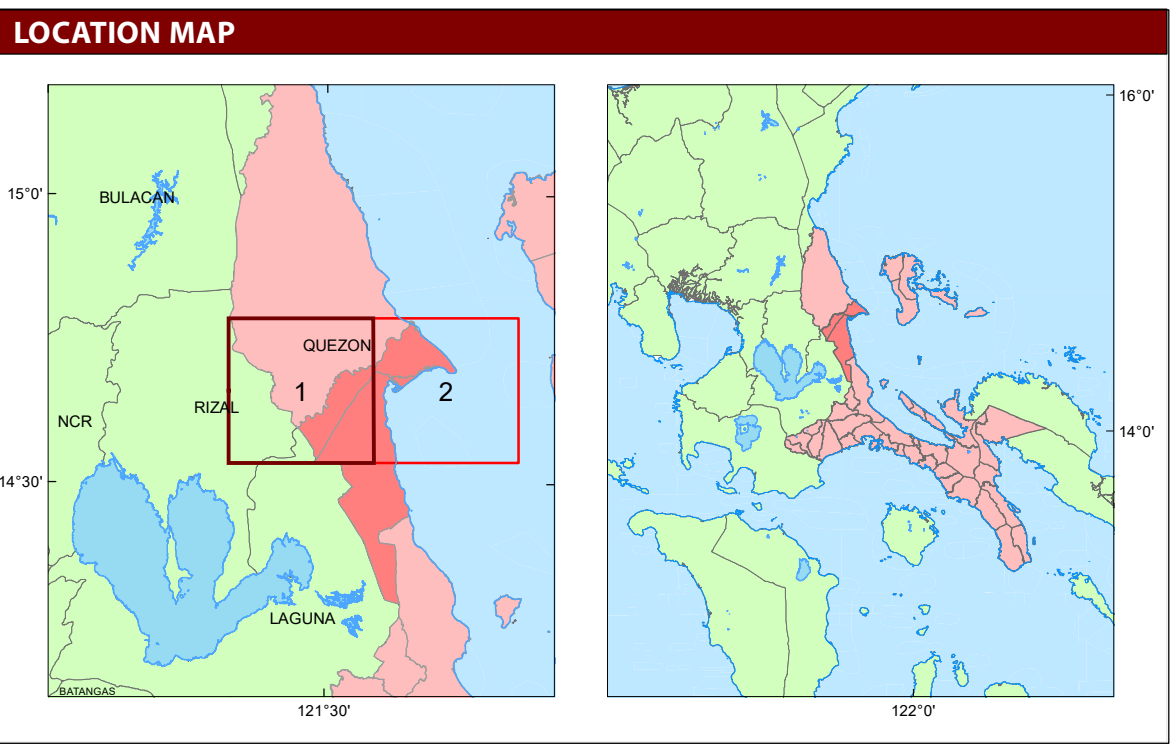 LOCATION MAP
15°0'
BULACAN
QUEZON
1
2
RIZAL
NCR
14°30'
LAGUNA
BATANGAS
121°30'
16°0'
14°0'
122°0'